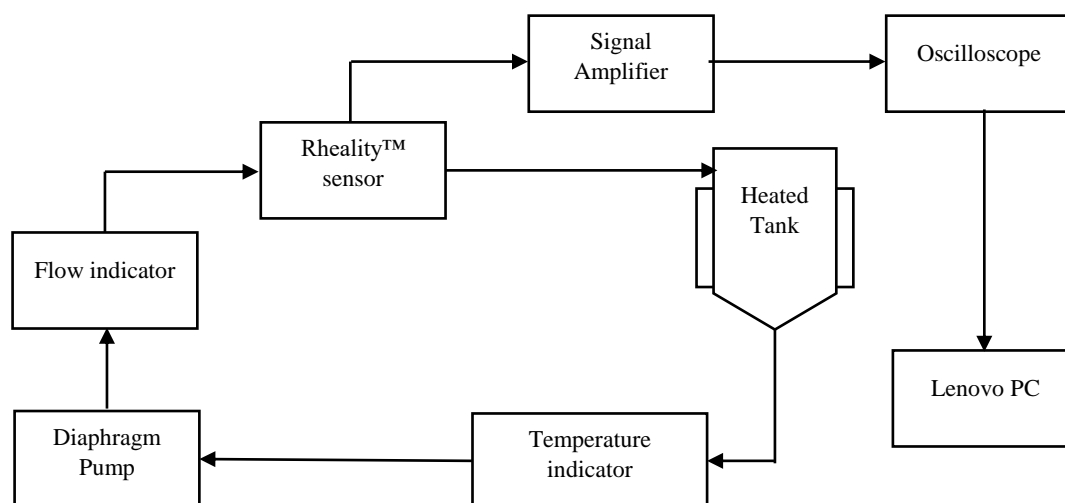 Signal
Amplifier
Oscilloscope
Rheality™
sensor
Heated
Tank
Flow indicator
Lenovo PC
Diaphragm
Pump
Temperature
indicator